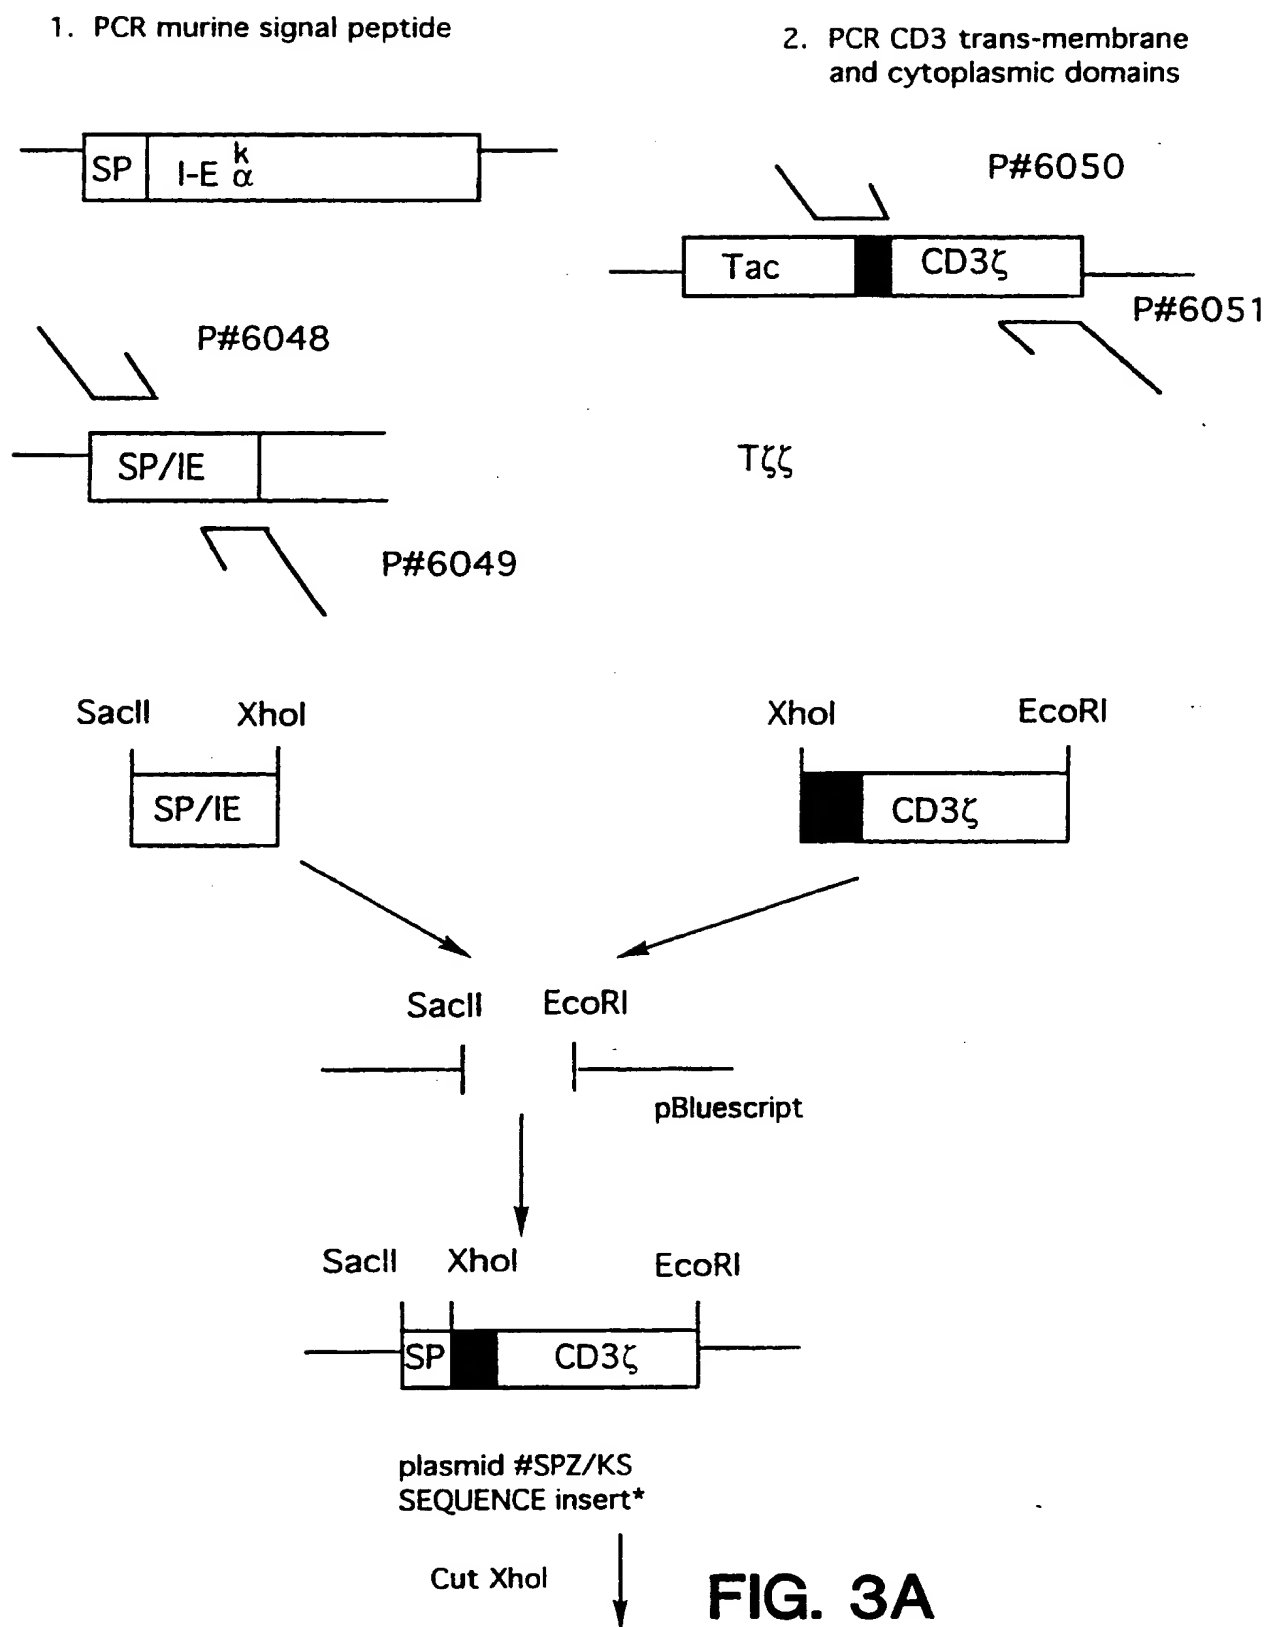 1. PCR murine signal peptide
2. PCR CD3 trans-membrane
and cytoplasmic domains
SP
I-E k α
P#6050
Tac
CD3ζ
P#6051
P#6048
SP/IE
Tζζ
P#6049
SacII
XhoI
XhoI
EcoRI
SP/IE
CD3ζ
SacII
EcoRI
pBluescript
SacII
XhoI
EcoRI
SP
CD3ζ
plasmid #SPZ/KS
SEQUENCE insert*
Cut XhoI
FIG. 3A